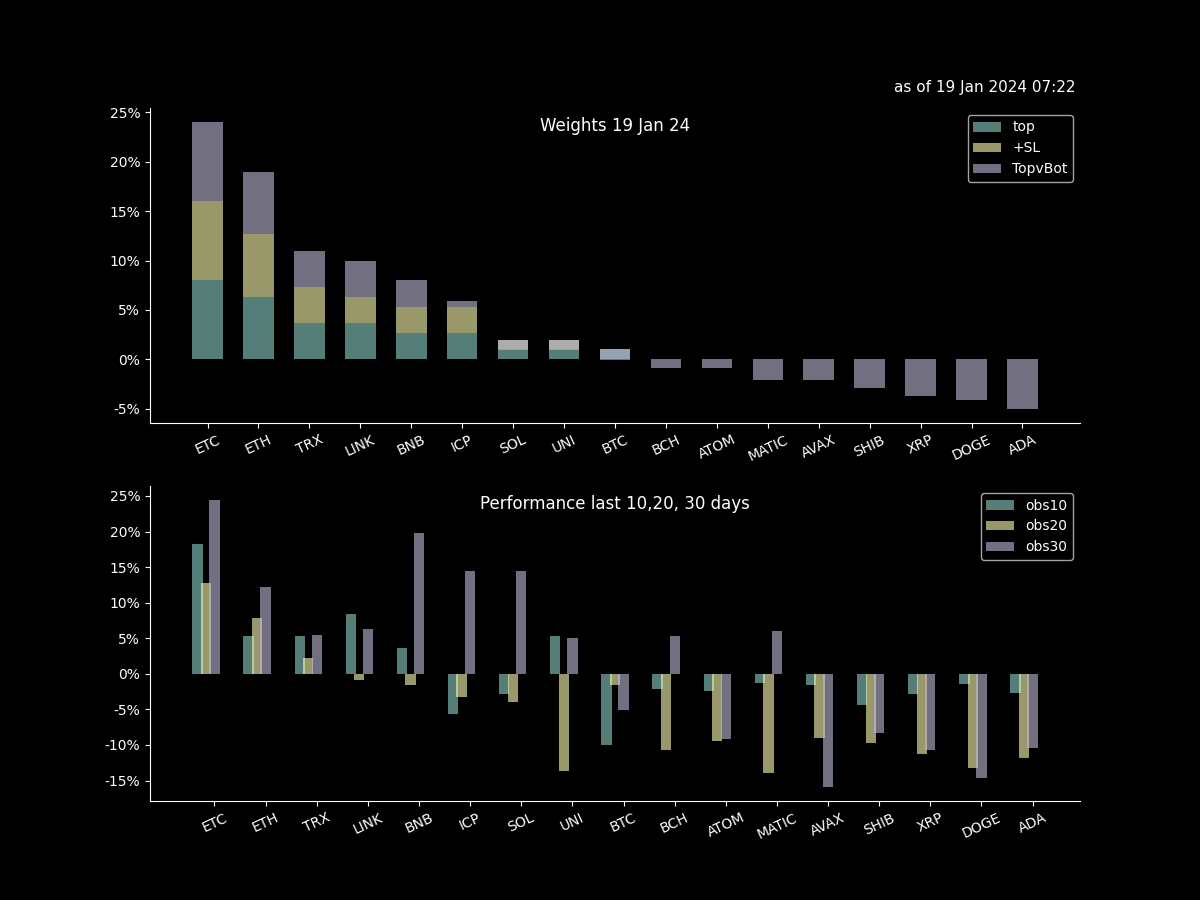 as of 19 Jan 2024 07:22
Weights 19 Jan 24
top
+SL
TopvBot
25%
20%
15%
10%
5%
0%
-5%
ETC ETH TRX LINK BNB ICP SOL UNI BTC BCH ATOM MATIC AVAX SHIB XRP DOGE ADA
Performance last 10,20, 30 days
obs10
obs20
obs30
25%
20%
15%
10%
5%
0%
-5%
-10%
-15%
ETC ETH TRX LINK BNB ICP SOL UNI BTC BCH ATOM MATIC AVAX SHIB XRP DOGE ADA